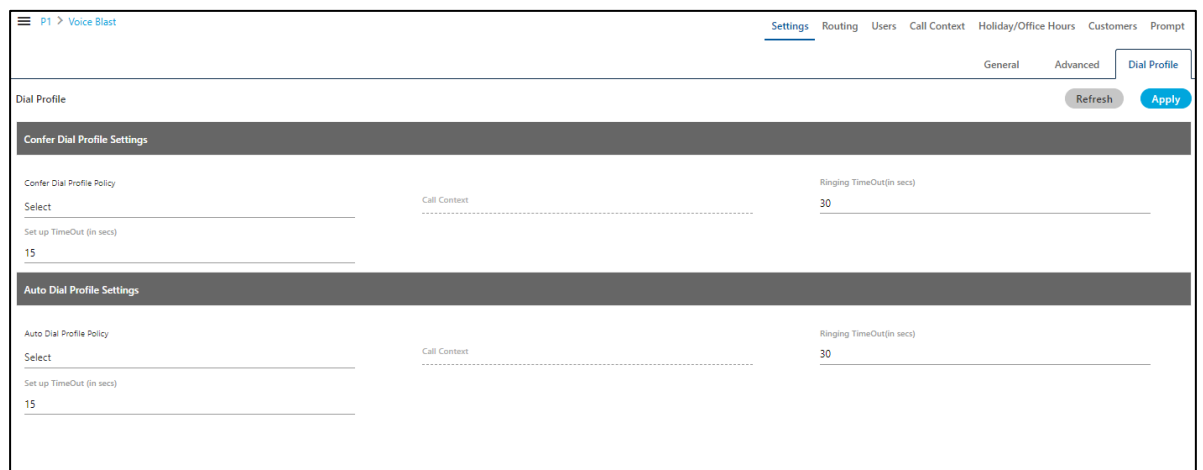 P1 > Voice Blast
Settings Routing Users Call Context Holiday/Office Hours Customers Prompt
General Advanced Dial Profile
Dial Profile Refresh Apply
Confer Dial Profile Settings
Confer Dial Profile Policy
Select
Call Context
Ringing TimeOut(in secs)
30
Set up TimeOut (in secs)
15
Auto Dial Profile Settings
Auto Dial Profile Policy
Select
Call Context
Ringing TimeOut(in secs)
30
Set up TimeOut (in secs)
15